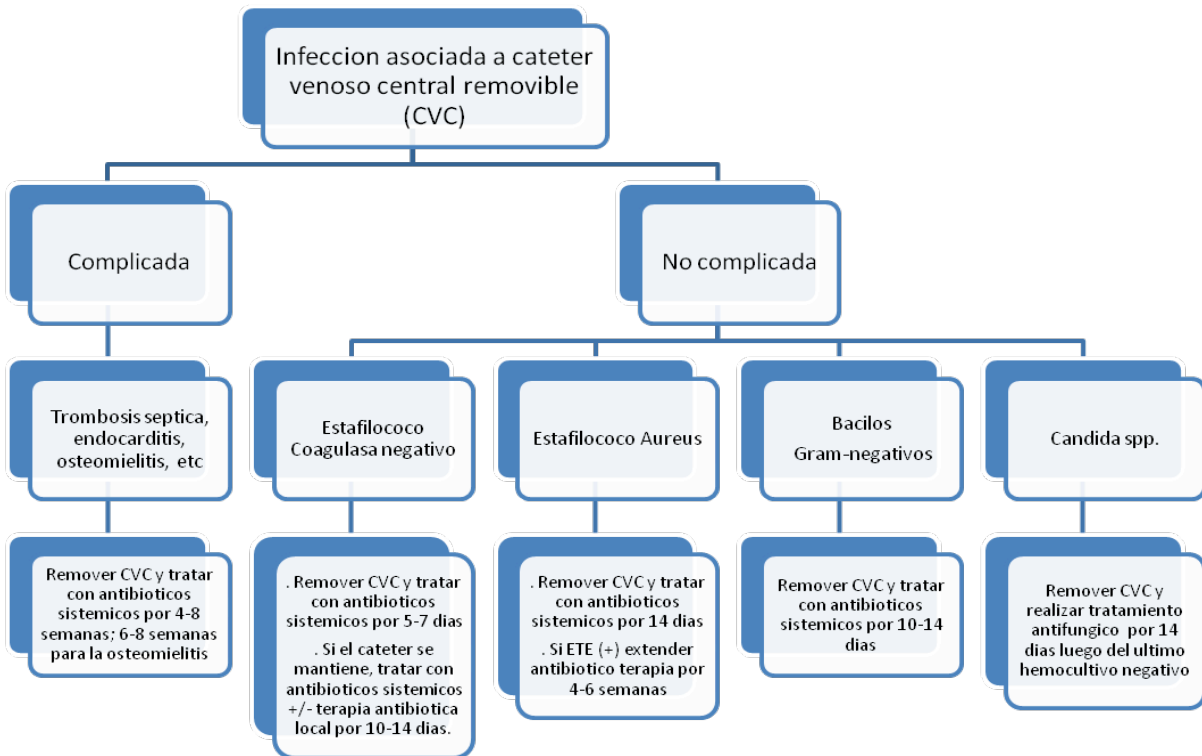 Infeccion asociada a cateter
venoso central removible
(CVC)
Complicada
No complicada
Trombosis septica,
endocarditis,
osteomielitis, etc
Estafilococo
Coagulasa negativo
Estafilococo Aureus
Bacilos
Gram-negativos
Candida spp.
Remover CVC y tratar
con antibioticos
sistemicos por 4-8
semanas; 6-8 semanas
para la osteomielitis
. Remover CVC y tratar
con antibioticos
sistemicos por 5-7 dias
. Si el cateter se
mantiene, tratar con
antibioticos sistemicos
+/- terapia antibiotica
local por 10-14 dias.
. Remover CVC y tratar
con antibioticos
sistemicos por 14 dias
. Si ETE (+) extender
antibiotico terapia por
4-6 semanas
Remover CVC y tratar
con antibioticos
sistemicos por 10-14
dias
Remover CVC y
realizar tratamiento
antifungico por 14
dias luego del ultimo
hemocultivo negativo